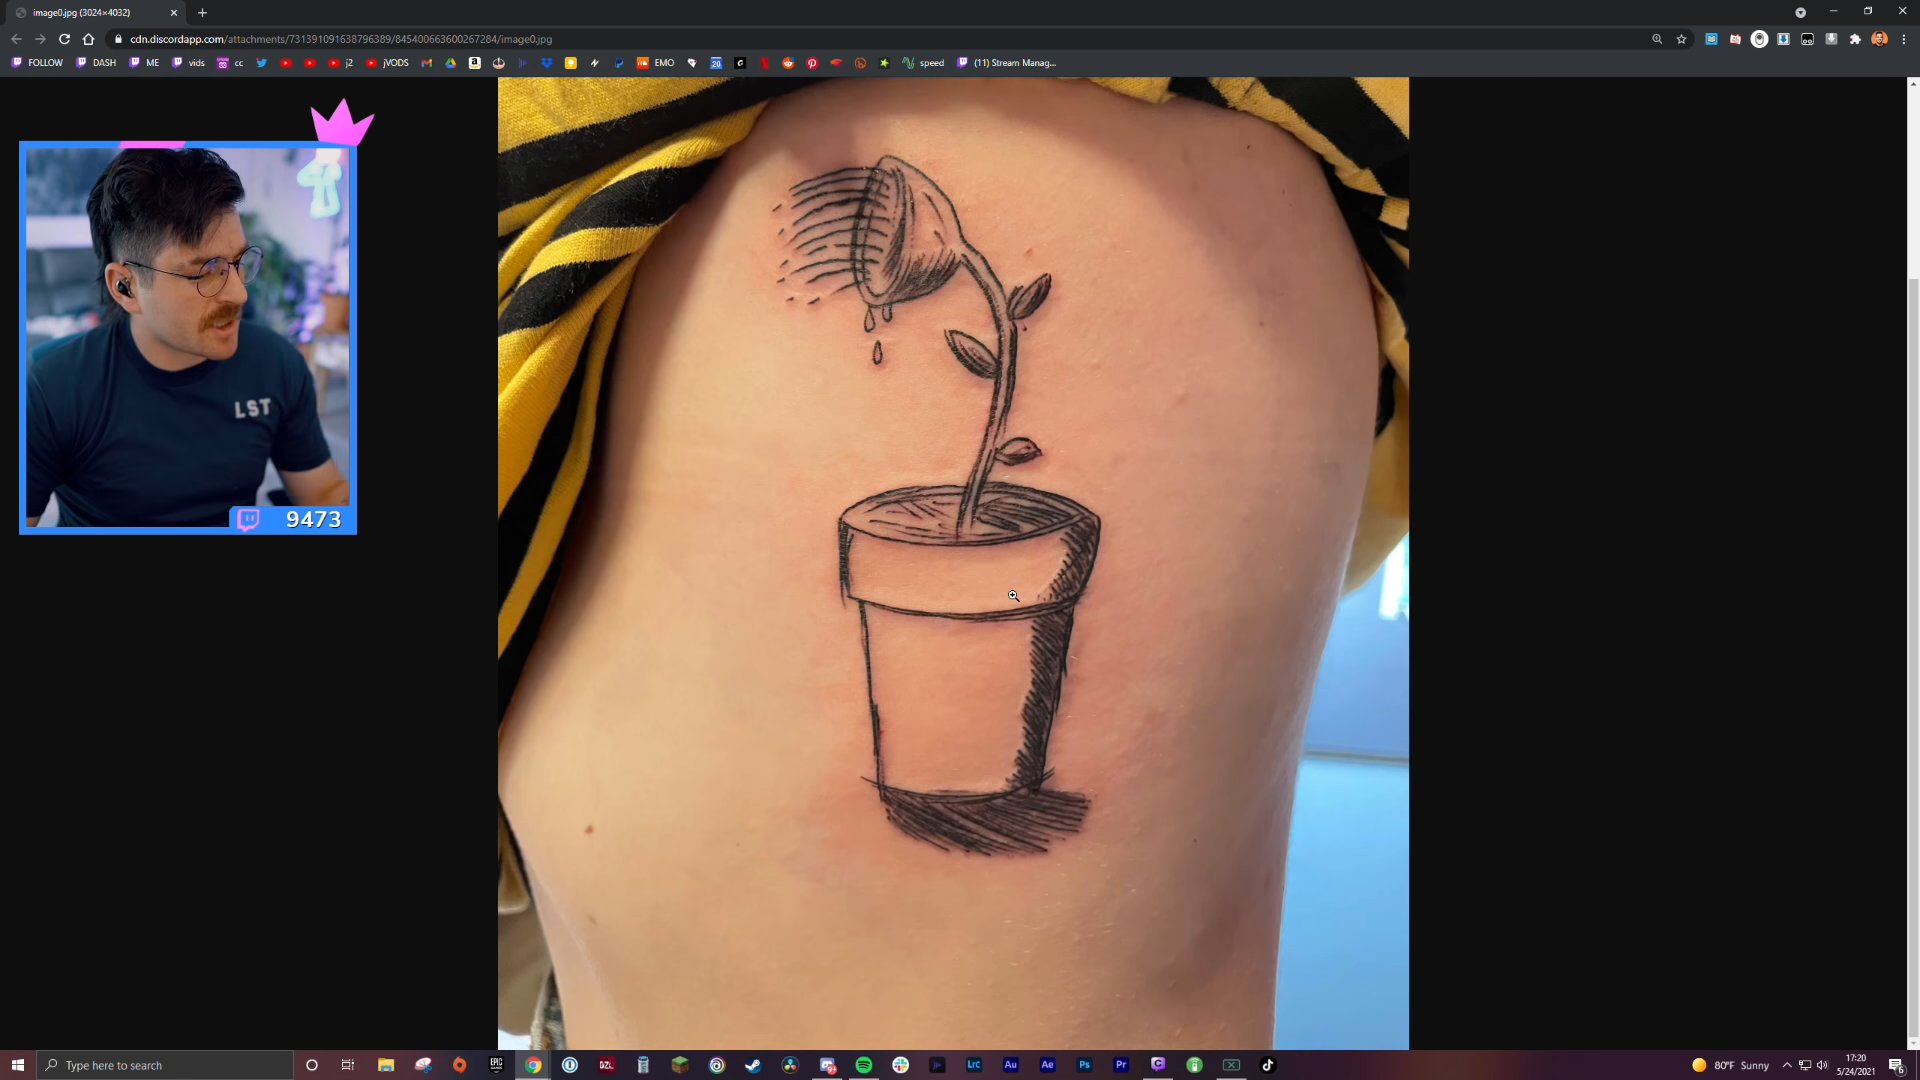 image0.jpg (3024×4032)
cdn.discordapp.com/attachments/731391091638796389/845400663600267284/image0.jpg
FOLLOW DASH ME vids cc j2 jVODS EMO speed (11) Stream Manag...
LST
9473
Type here to search
80°F Sunny
17:20
5/24/2021